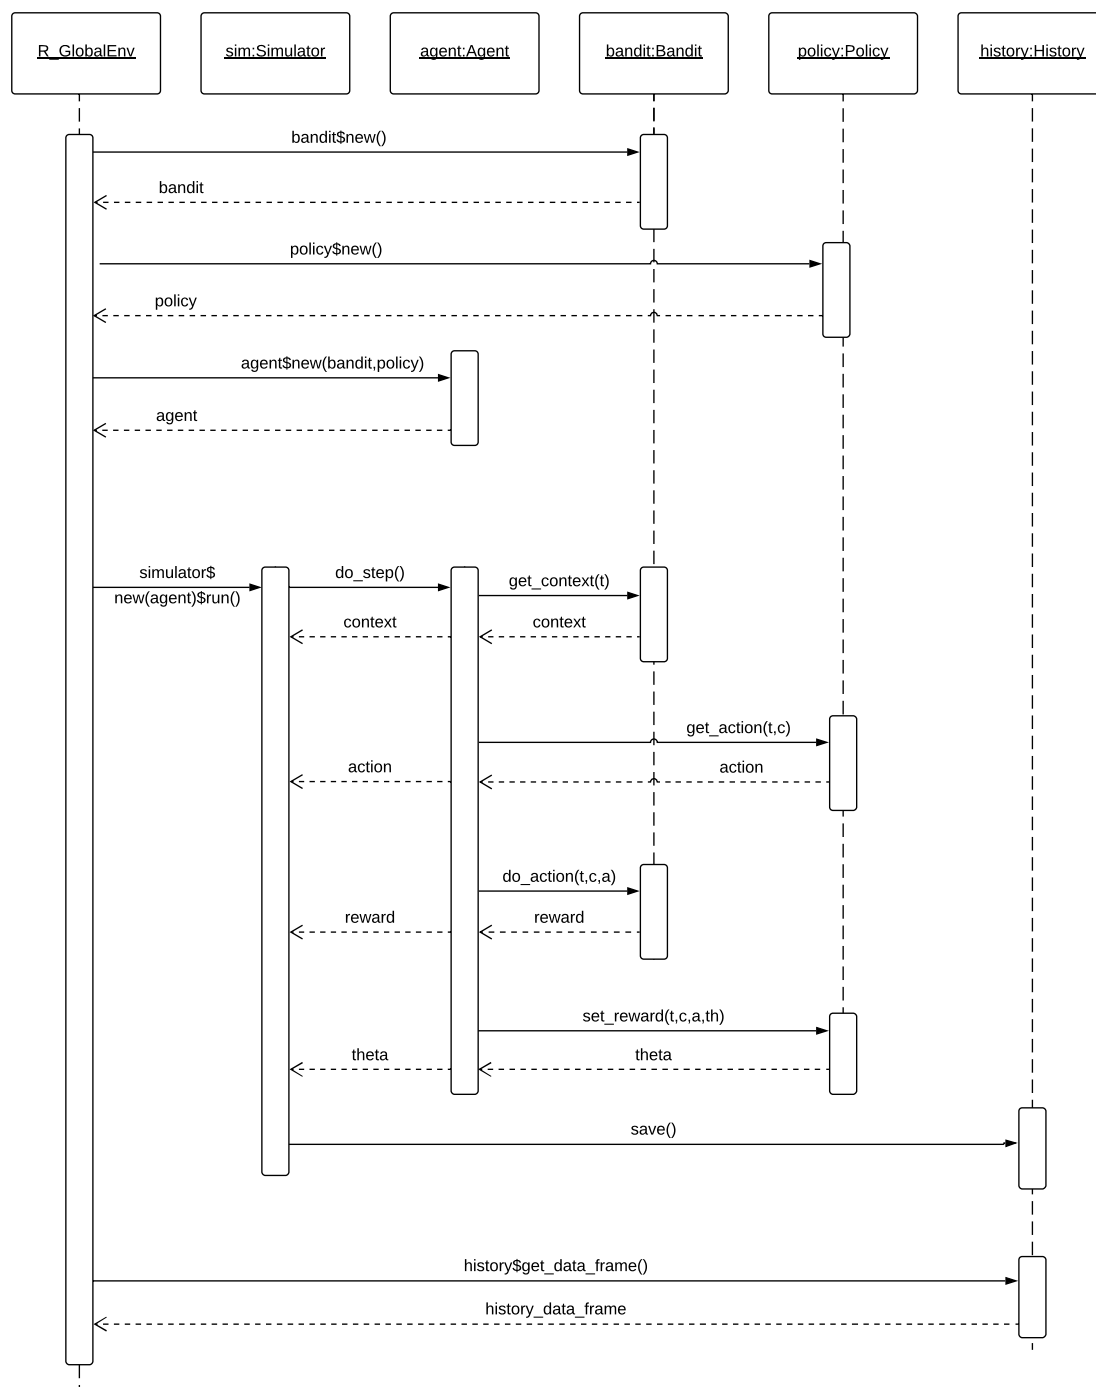 R_GlobalEnv
sim:Simulator
agent:Agent
bandit:Bandit
policy:Policy
history:History
bandit$new()
bandit
policy$new()
policy
agent$new(bandit,policy)
agent
simulator$
new(agent)$run()
do_step()
get_context(t)
context
context
get_action(t,c)
action
action
do_action(t,c,a)
reward
reward
set_reward(t,c,a,th)
theta
theta
save()
history$get_data_frame()
history_data_frame